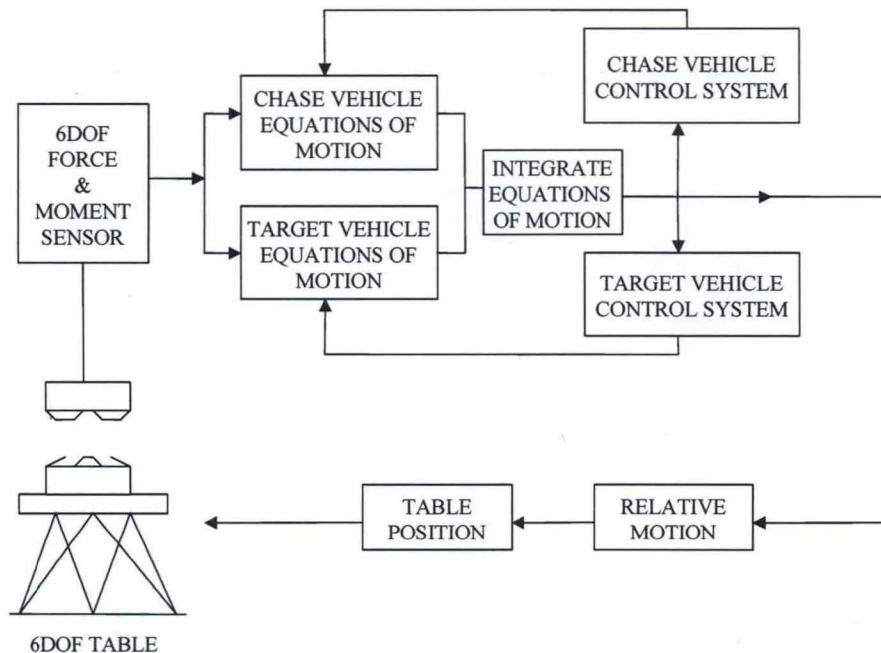 CHASE VEHICLE
CONTROL SYSTEM
CHASE VEHICLE
EQUATIONS OF
MOTION
6DOF
FORCE
&
MOMENT
SENSOR
INTEGRATE
EQUATIONS
OF MOTION
TARGET VEHICLE
EQUATIONS OF
MOTION
TARGET VEHICLE
CONTROL SYSTEM
TABLE
POSITION
RELATIVE
MOTION
6DOF TABLE